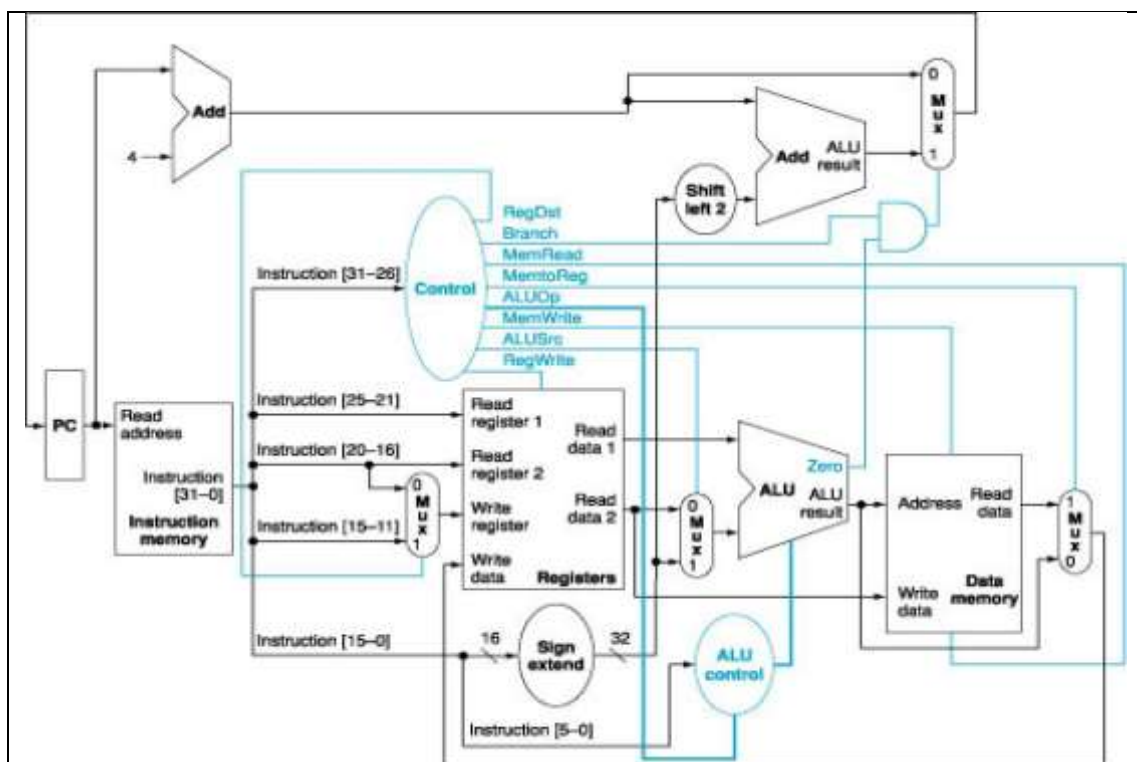 Add
4
0
M
u
x
1
Add
ALU
result
Shift
left 2
RegDst
Branch
MemRead
MemtoReg
ALUOp
MemWrite
ALUSrc
RegWrite
Instruction [31–26]
Control
PC
Read
address
Instruction
[31–0]
Instruction
memory
Instruction [25–21]
Instruction [20–16]
Instruction [15–11]
0
M
u
x
1
Read
register 1
Read
register 2
Write
register
Write
data
Read
data 1
Read
data 2
Registers
0
M
u
x
1
Zero
ALU
ALU
result
Address
Read
data
Write
data
Data
memory
1
M
u
x
0
Instruction [15–0]
16
Sign
extend
32
ALU
control
Instruction [5–0]